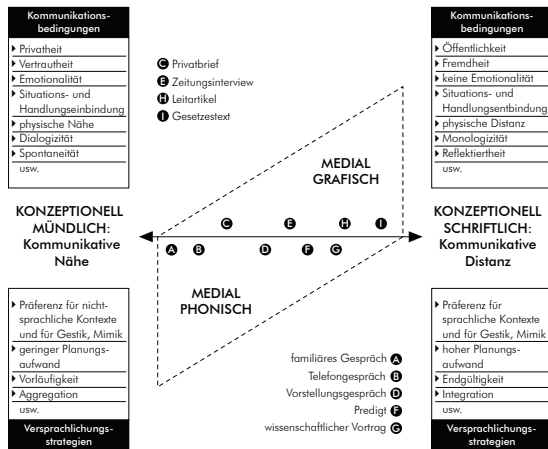 Kommunikations-
bedingungen
Privatheit
Vertrautheit
Emotionalität
Situations- und
Handlungseinbindung
physische Nähe
Dialogizität
Spontaneität
usw.
C Privatbrief
E Zeitungsinterview
H Leitartikel
I Gesetzestext
Kommunikations-
bedingungen
Öffentlichkeit
Fremdheit
keine Emotionalität
Situations- und
Handlungsentbindung
physische Distanz
Monologizität
Reflektiertheit
usw.
MEDIAL
GRAFISCH
KONZEPTIONELL
MÜNDLICH:
Kommunikative
Nähe
C E H I
A B D F G
KONZEPTIONELL
SCHRIFTLICH:
Kommunikative
Distanz
MEDIAL
PHONISCH
Präferenz für nicht-
sprachliche Kontexte
und für Gestik, Mimik
geringer Planungs-
aufwand
Vorläufigkeit
Aggregation
usw.
Versprachlichungs-
strategien
familiäres Gespräch A
Telefongespräch B
Vorstellungsgespräch D
Predigt F
wissenschaftlicher Vortrag G
Präferenz für
sprachliche Kontexte
und für Gestik, Mimik
hoher Planungs-
aufwand
Endgültigkeit
Integration
usw.
Versprachlichungs-
strategien